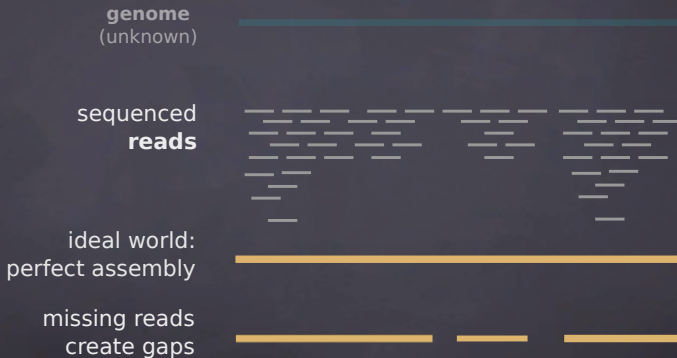 genome
(unknown)
sequenced
reads
ideal world:
perfect assembly
missing reads
create gaps